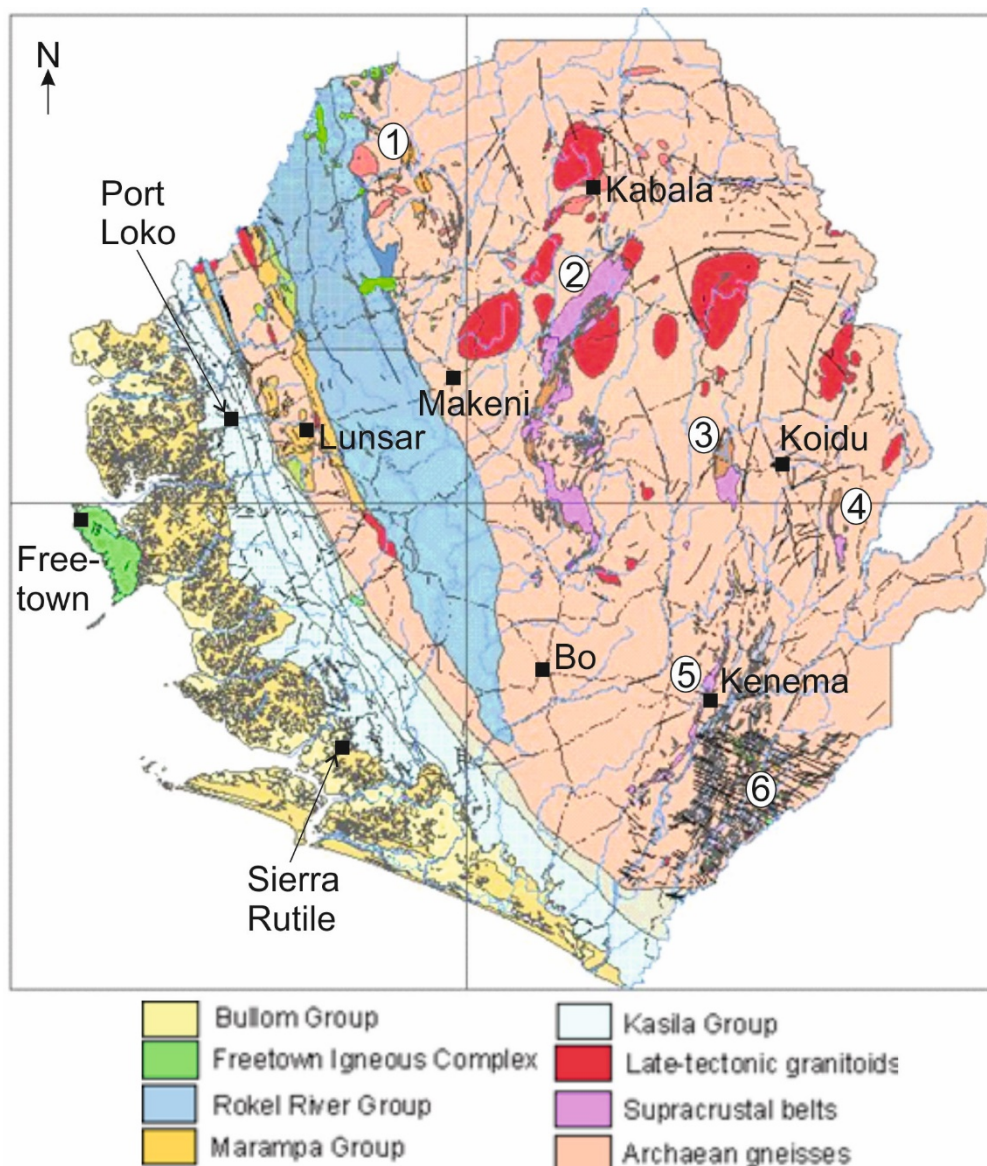 N
1
Port
Loko
Kabala
2
Makeni
Lunsar
3
Koidu
4
Free-
town
Bo
5
Kenema
6
Sierra
Rutile
Bullom Group
Freetown Igneous Complex
Rokel River Group
Marampa Group
Kasila Group
Late-tectonic granitoids
Supracrustal belts
Archaean gneisses